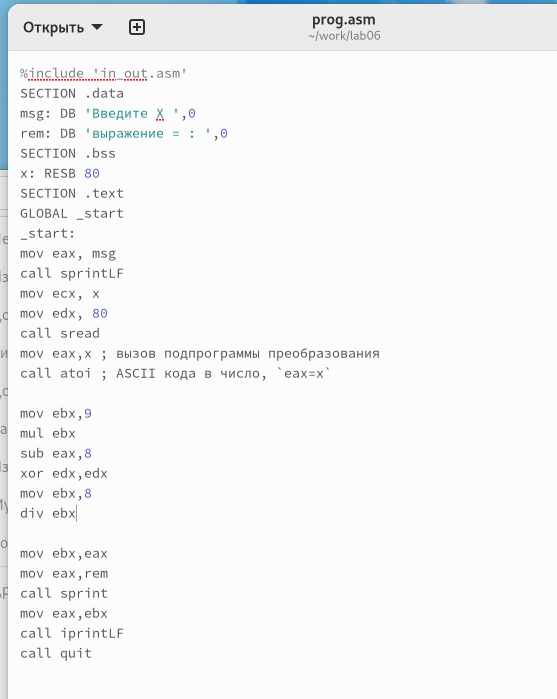 Открыть
prog.asm
~/work/lab06
%include 'in_out.asm'
SECTION .data
msg: DB 'Введите X ',0
rem: DB 'выражение = : ',0
SECTION .bss
x: RESB 80
SECTION .text
GLOBAL _start
_start:
mov eax, msg
call sprintLF
mov ecx, x
mov edx, 80
call sread
mov eax,x ; вызов подпрограммы преобразования
call atoi ; ASCII кода в число, `eax=x`
mov ebx,9
mul ebx
sub eax,8
xor edx,edx
mov ebx,8
div ebx
mov ebx,eax
mov eax,rem
call sprint
mov eax,ebx
call iprintLF
call quit